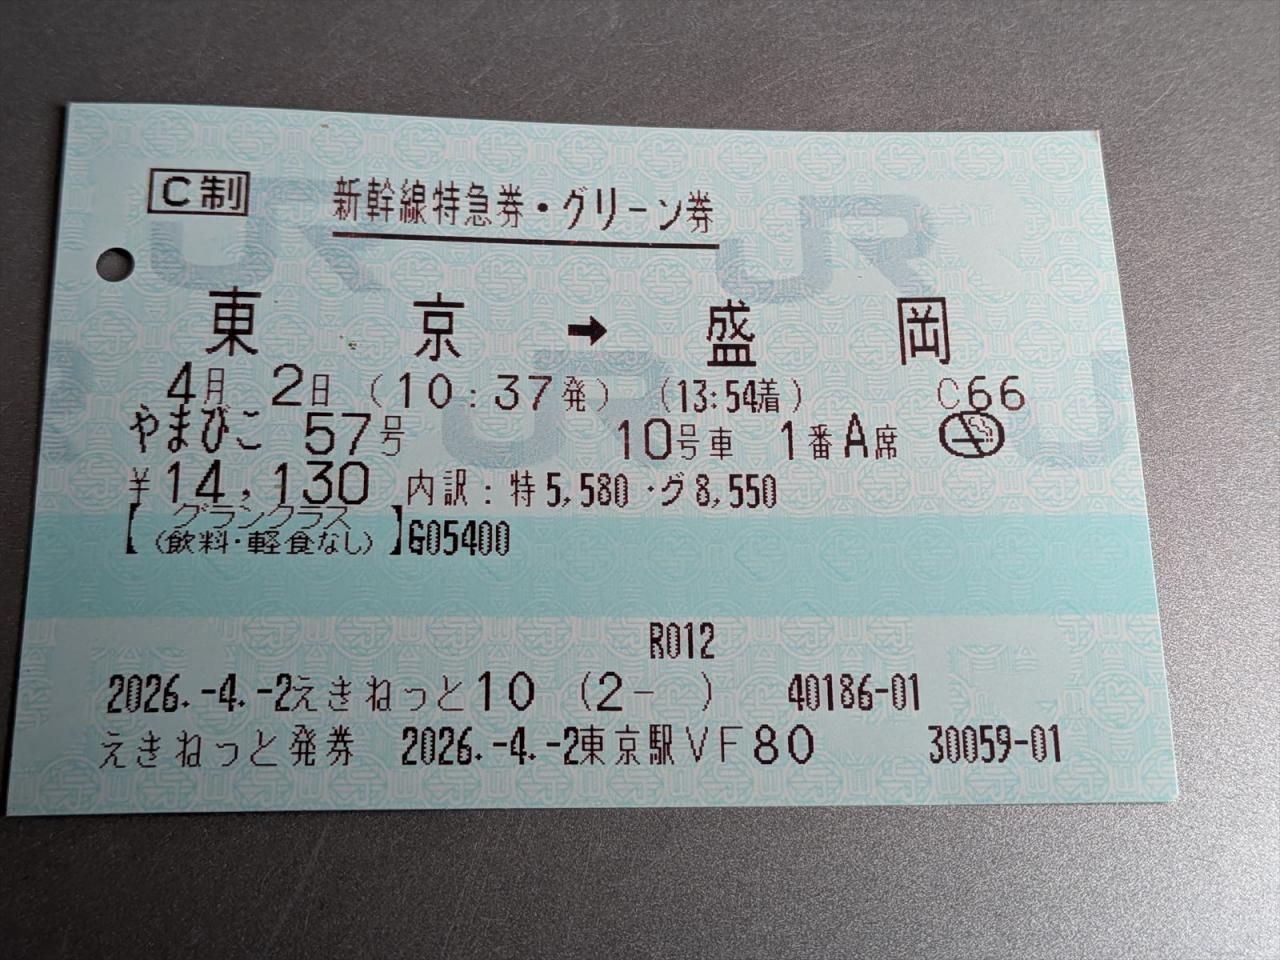 C制 新幹線特急券・グリーン券
東京 → 盛岡
4月 2日 (10:37発) (13:54着) C66
やまびこ 57号 10号車 1番A席
¥14,130 内訳:特5,580・グ8,550
【グランクラス(飲料・軽食なし)】G05400
R012
2026.-4.-2えきねっと10 (2- ) 40186-01
えきねっと発券 2026.-4.-2東京駅VF80 30059-01